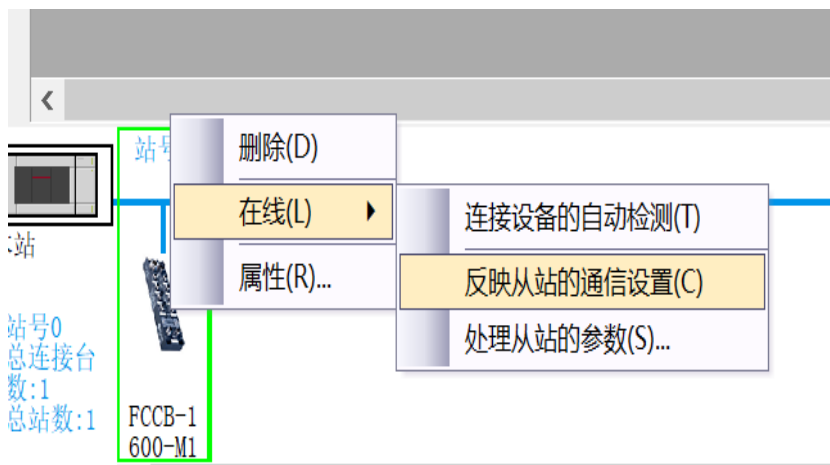 站号
删除(D)
在线(L)
属性(R)...
连接设备的自动检测(T)
反映从站的通信设置(C)
处理从站的参数(S)...
站
站号0
总连接台
数:1
总站数:1
FCCB-1
600-M1